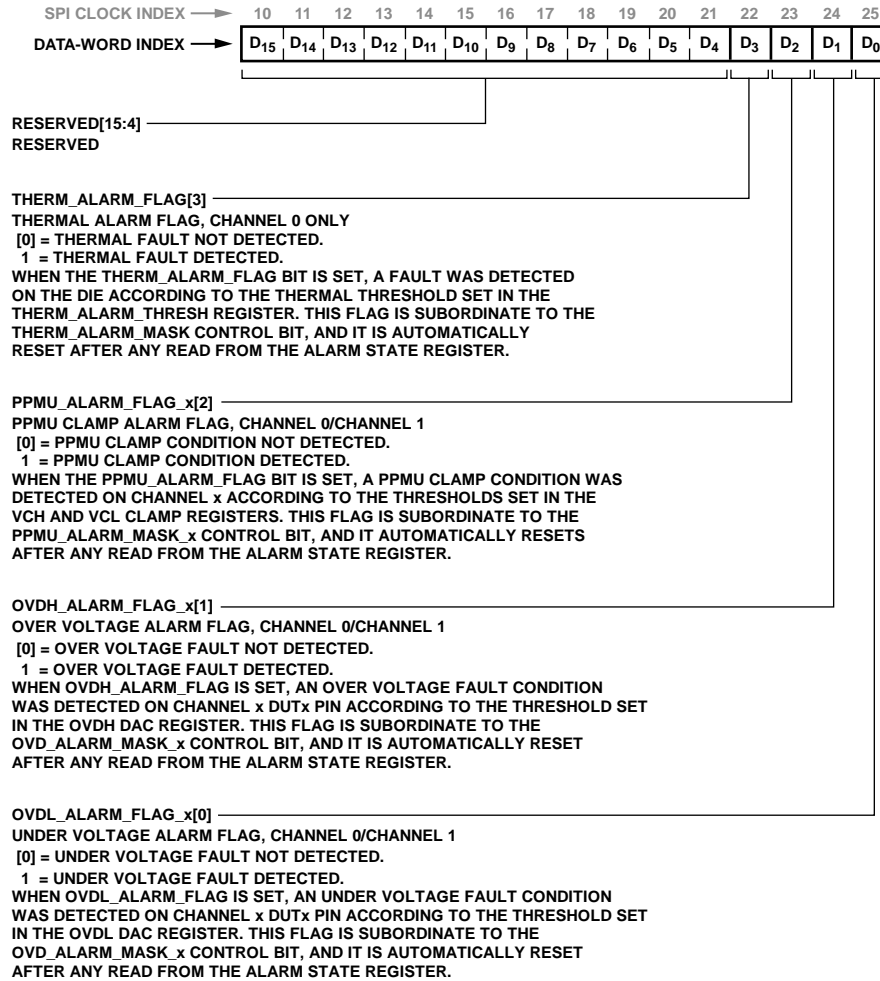 SPI CLOCK INDEX 10 11 12 13 14 15 16 17 18 19 20 21 22 23 24 25
DATA-WORD INDEX D15 D14 D13 D12 D11 D10 D9 D8 D7 D6 D5 D4 D3 D2 D1 D0
RESERVED[15:4]
RESERVED
THERM_ALARM_FLAG[3]
THERMAL ALARM FLAG, CHANNEL 0 ONLY
[0] = THERMAL FAULT NOT DETECTED.
1 = THERMAL FAULT DETECTED.
WHEN THE THERM_ALARM_FLAG BIT IS SET, A FAULT WAS DETECTED
ON THE DIE ACCORDING TO THE THERMAL THRESHOLD SET IN THE
THERM_ALARM_THRESH REGISTER. THIS FLAG IS SUBORDINATE TO THE
THERM_ALARM_MASK CONTROL BIT, AND IT IS AUTOMATICALLY
RESET AFTER ANY READ FROM THE ALARM STATE REGISTER.
PPMU_ALARM_FLAG_x[2]
PPMU CLAMP ALARM FLAG, CHANNEL 0/CHANNEL 1
[0] = PPMU CLAMP CONDITION NOT DETECTED.
1 = PPMU CLAMP CONDITION DETECTED.
WHEN THE PPMU_ALARM_FLAG BIT IS SET, A PPMU CLAMP CONDITION WAS
DETECTED ON CHANNEL x ACCORDING TO THE THRESHOLDS SET IN THE
VCH AND VCL CLAMP REGISTERS. THIS FLAG IS SUBORDINATE TO THE
PPMU_ALARM_MASK_x CONTROL BIT, AND IT AUTOMATICALLY RESETS
AFTER ANY READ FROM THE ALARM STATE REGISTER.
OVDH_ALARM_FLAG_x[1]
OVER VOLTAGE ALARM FLAG, CHANNEL 0/CHANNEL 1
[0] = OVER VOLTAGE FAULT NOT DETECTED.
1 = OVER VOLTAGE FAULT DETECTED.
WHEN OVDH_ALARM_FLAG IS SET, AN OVER VOLTAGE FAULT CONDITION
WAS DETECTED ON CHANNEL x DUTx PIN ACCORDING TO THE THRESHOLD SET
IN THE OVDH DAC REGISTER. THIS FLAG IS SUBORDINATE TO THE
OVD_ALARM_MASK_x CONTROL BIT, AND IT IS AUTOMATICALLY RESET
AFTER ANY READ FROM THE ALARM STATE REGISTER.
OVDL_ALARM_FLAG_x[0]
UNDER VOLTAGE ALARM FLAG, CHANNEL 0/CHANNEL 1
[0] = UNDER VOLTAGE FAULT NOT DETECTED.
1 = UNDER VOLTAGE FAULT DETECTED.
WHEN OVDL_ALARM_FLAG IS SET, AN UNDER VOLTAGE FAULT CONDITION
WAS DETECTED ON CHANNEL x DUTx PIN ACCORDING TO THE THRESHOLD SET
IN THE OVDL DAC REGISTER. THIS FLAG IS SUBORDINATE TO THE
OVD_ALARM_MASK_x CONTROL BIT, AND IT IS AUTOMATICALLY RESET
AFTER ANY READ FROM THE ALARM STATE REGISTER.